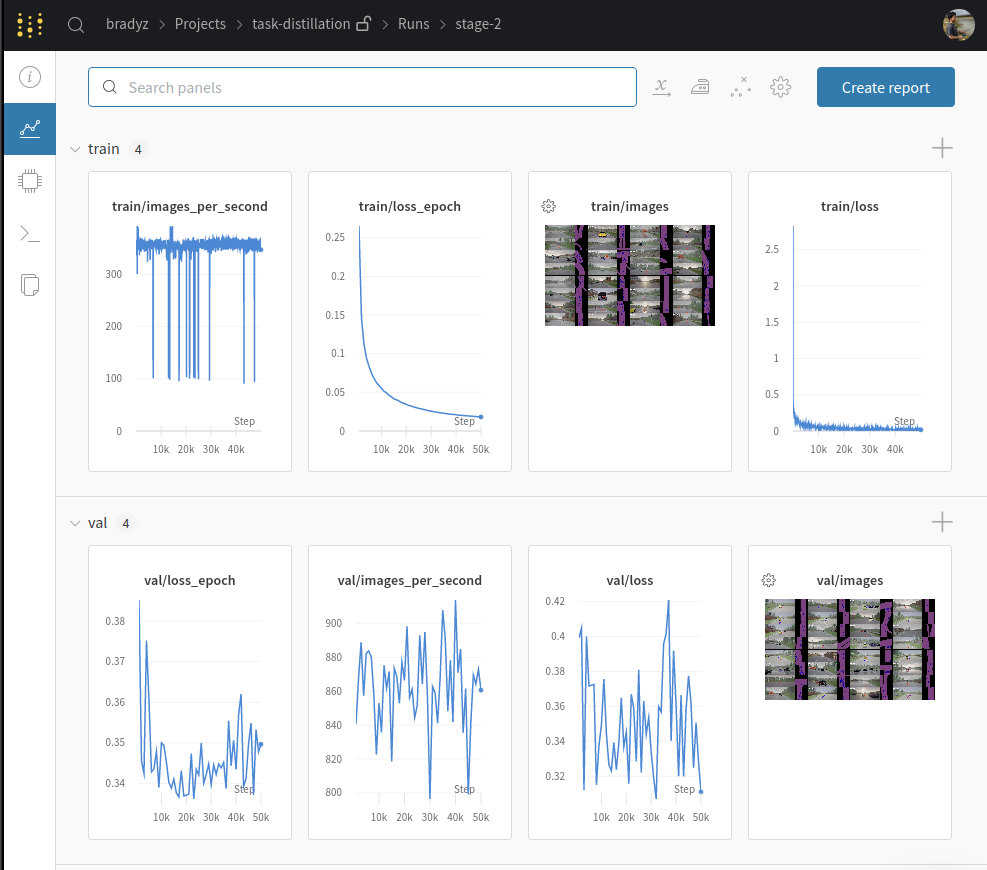 bradyz > Projects > task-distillation > Runs > stage-2
Search panels
Create report
train 4
train/images_per_second
300
200
100
0
Step
10k 20k 30k 40k
train/loss_epoch
0.25
0.2
0.15
0.1
0.05
0
Step
10k 20k 30k 40k 50k
train/images
train/loss
2.5
2
1.5
1
0.5
0
Step
10k 20k 30k 40k
val 4
val/loss_epoch
0.38
0.37
0.36
0.35
0.34
Step
10k 20k 30k 40k 50k
val/images_per_second
900
880
860
840
820
800
Step
10k 20k 30k 40k 50k
val/loss
0.42
0.4
0.38
0.36
0.34
0.32
Step
10k 20k 30k 40k 50k
val/images